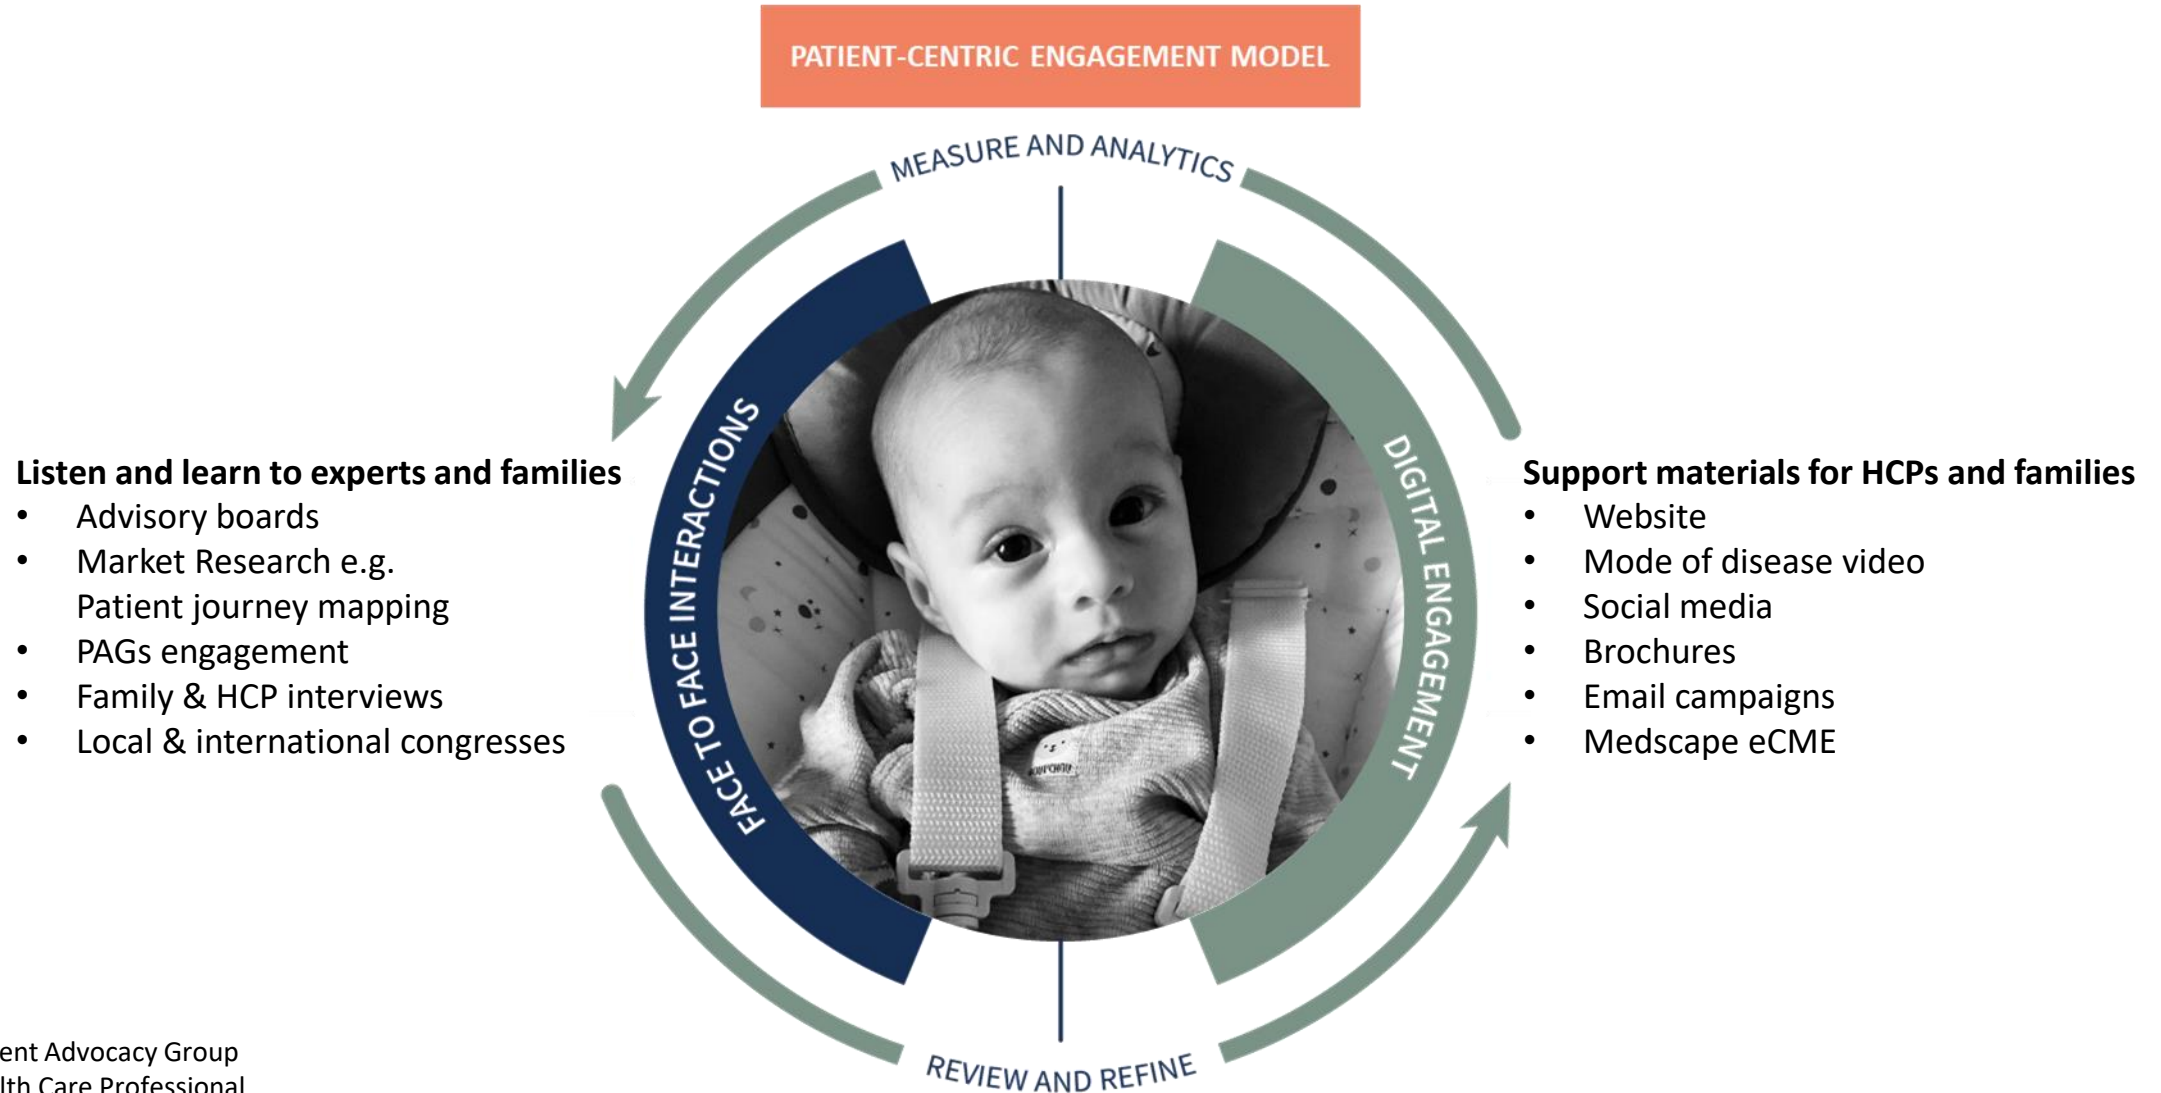 PATIENT-CENTRIC ENGAGEMENT MODEL
MEASURE AND ANALYTICS
Listen and learn to experts and families
• Advisory boards
• Market Research e.g.
Patient journey mapping
• PAGs engagement
• Family & HCP interviews
• Local & international congresses
FACE TO FACE INTERACTIONS
DIGITAL ENGAGEMENT
Support materials for HCPs and families
• Website
• Mode of disease video
• Social media
• Brochures
• Email campaigns
• Medscape eCME
REVIEW AND REFINE
ent Advocacy Group
lth Care Professional